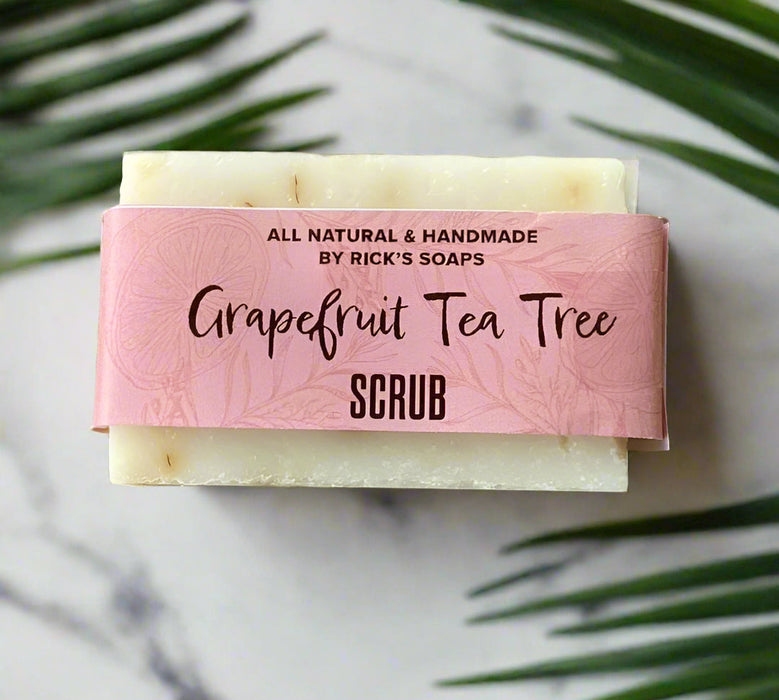 ALL NATURAL & HANDMADE
BY RICK'S SOAPS
Grapefruit Tea Tree
SCRUB